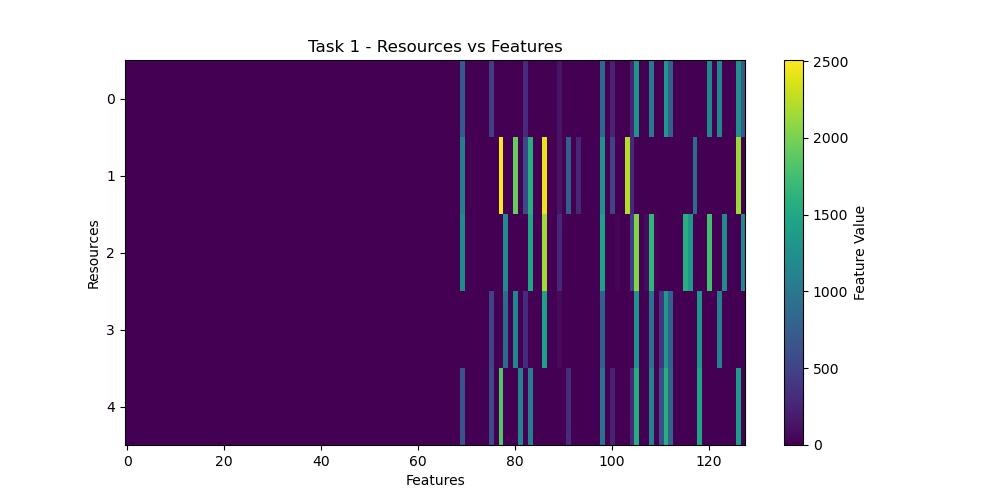 Task 1 - Resources vs Features
Resources
0
1
2
3
4
0 20 40 60 80 100 120
Features
2500
2000
1500
1000
500
0
Feature Value